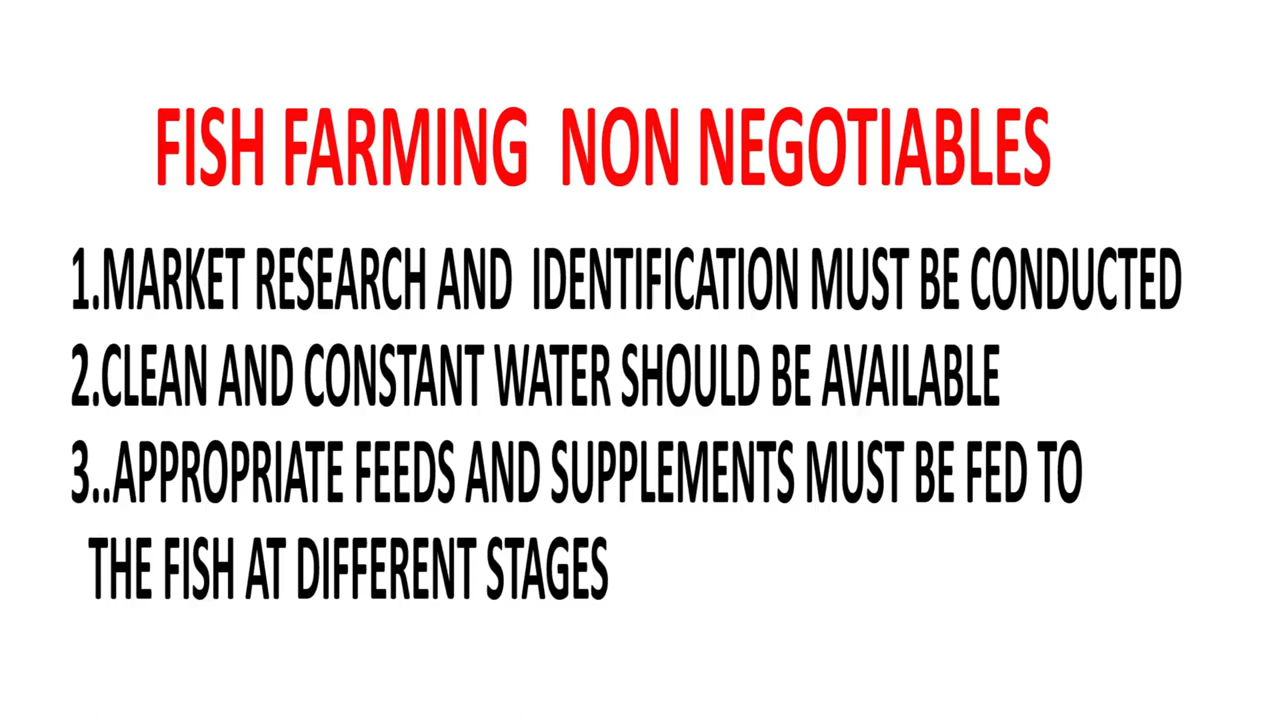 FISH FARMING  NON NEGOTIABLES
1.MARKET RESEARCH AND  IDENTIFICATION MUST BE CONDUCTED
2.CLEAN AND CONSTANT WATER SHOULD BE AVAILABLE
3..APPROPRIATE FEEDS AND SUPPLEMENTS MUST BE FED TO
THE FISH AT DIFFERENT STAGES